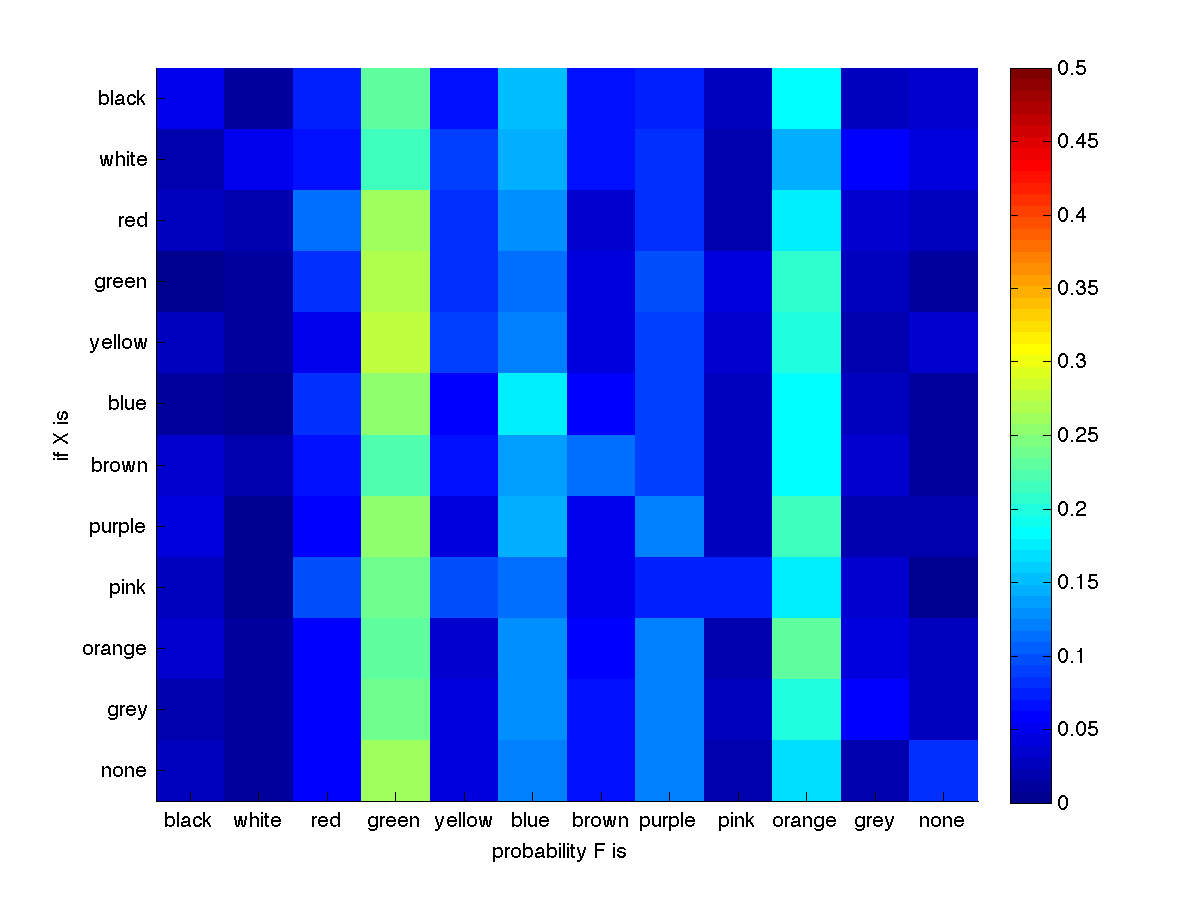 0.5
black
0.45
white
0.4
red
0.35
green
0.3
yellow
0.25
blue
if X is
brown
0.2
purple
0.15
pink
0.1
orange
grey
0.05
none
0
black white red green yellow blue brown purple pink orange grey none
probability F is